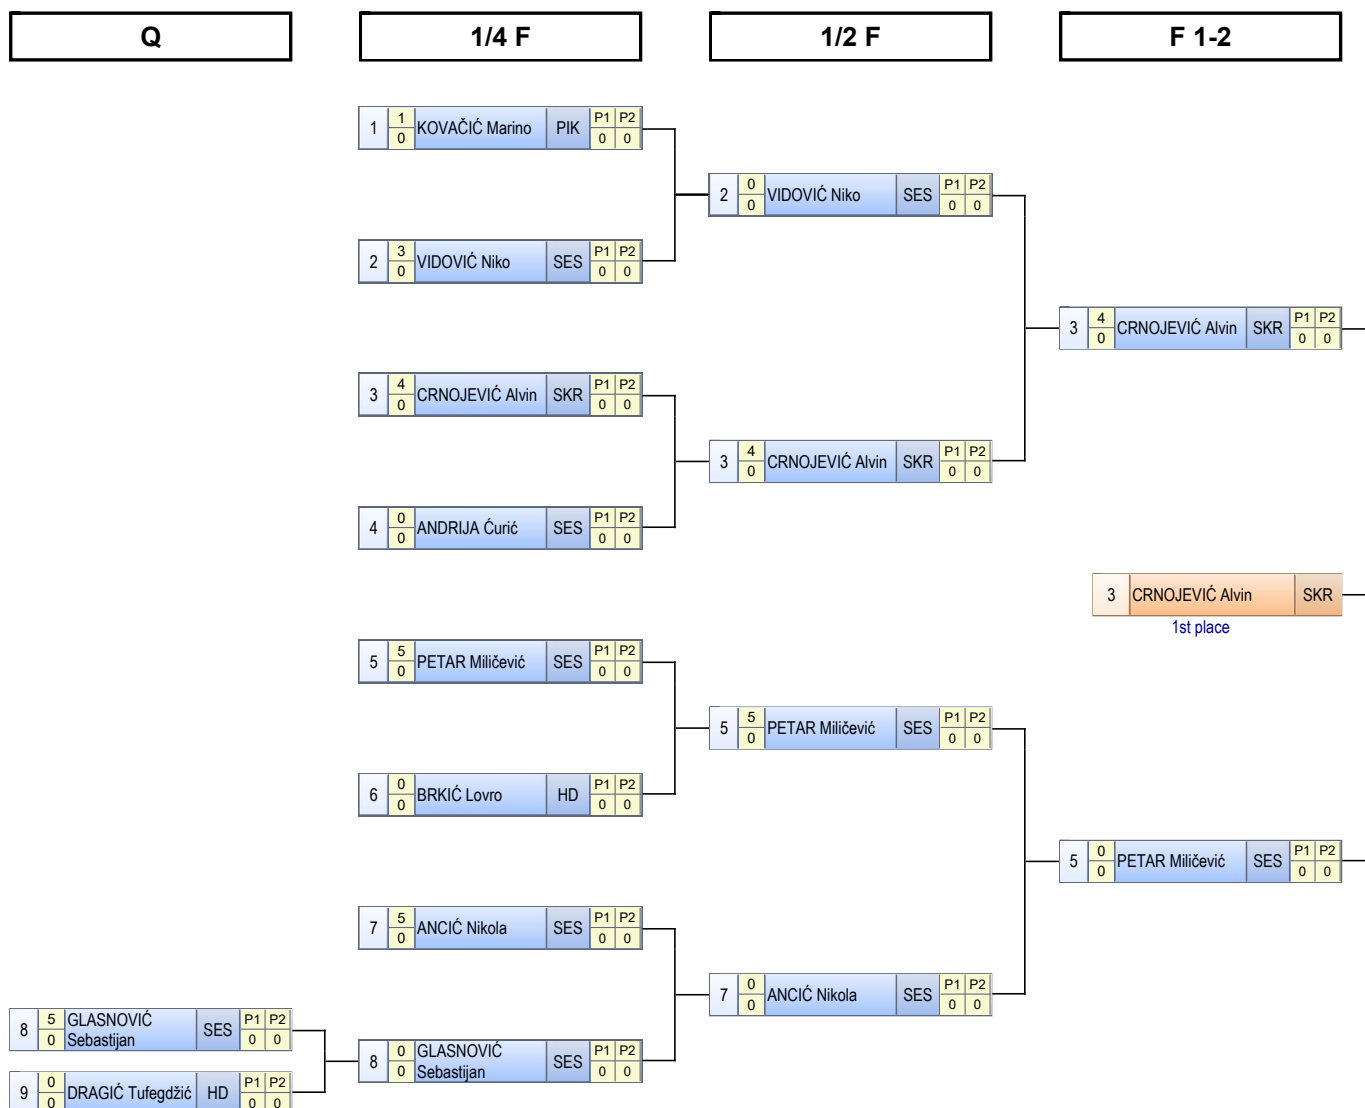 Q 1/4 F 1/2 F F 1-2
1 1 KOVAČIĆ Marino PIK P1 P2
0 0 0
2 0 VIDOVIĆ Niko SES P1 P2
0 0 0
2 3 VIDOVIĆ Niko SES P1 P2
0 0 0
3 4 CRNOJEVIĆ Alvin SKR P1 P2
0 0 0
3 4 CRNOJEVIĆ Alvin SKR P1 P2
0 0 0
3 4 CRNOJEVIĆ Alvin SKR P1 P2
0 0 0
4 0 ANDRIJA Ćurić SES P1 P2
0 0 0
3 CRNOJEVIĆ Alvin SKR
1st place
5 5 PETAR Miličević SES P1 P2
0 0 0
5 5 PETAR Miličević SES P1 P2
0 0 0
6 0 BRKIĆ Lovro HD P1 P2
0 0 0
5 0 PETAR Miličević SES P1 P2
0 0 0
7 5 ANCIĆ Nikola SES P1 P2
0 0 0
7 0 ANCIĆ Nikola SES P1 P2
0 0 0
8 5 GLASNOVIĆ SES P1 P2
0 Sebastijan 0 0
8 0 GLASNOVIĆ SES P1 P2
0 Sebastijan 0 0
9 0 DRAGIĆ Tufegdžić HD P1 P2
0 0 0